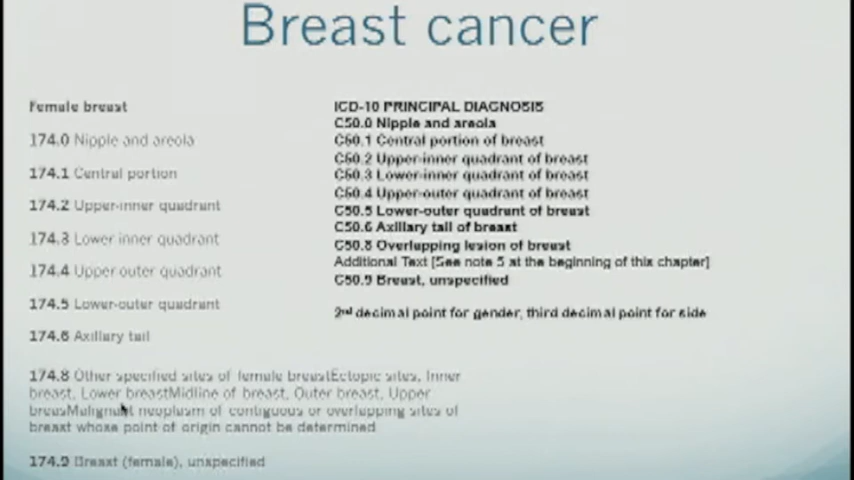 Breast cancer
Female breast
174.0 Nipple and areola
174.1 Central portion
174.2 Upper-inner quadrant
174.3 Lower inner quadrant
174.4 Upper outer quadrant
174.5 Lower-outer quadrant
174.6 Axillary tail
174.8 Other specified sites of female breastEctopic sites, Inner
breast, Lower breastMidline of breast, Outer breast, Upper
breasMalignant neoplasm of contiguous or overlapping sites of
breast whose point of origin cannot be determined
174.9 Breast (female), unspecified
ICD-10 PRINCIPAL DIAGNOSIS
C50.0 Nipple and areola
C50.1 Central portion of breast
C50.2 Upper-inner quadrant of breast
C50.3 Lower-inner quadrant of breast
C50.4 Upper-outer quadrant of breast
C50.5 Lower-outer quadrant of breast
C50.6 Axillary tail of breast
C50.8 Overlapping lesion of breast
Additional Text [See note 5 at the beginning of this chapter]
C50.9 Breast, unspecified
2nd decimal point for gender, third decimal point for side